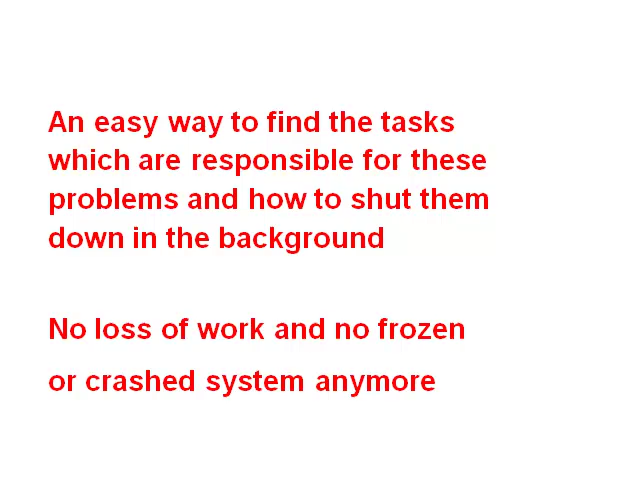 An easy way to find the tasks
which are responsible for these
problems and how to shut them
down in the background
No loss of work and no frozen
or crashed system anymore